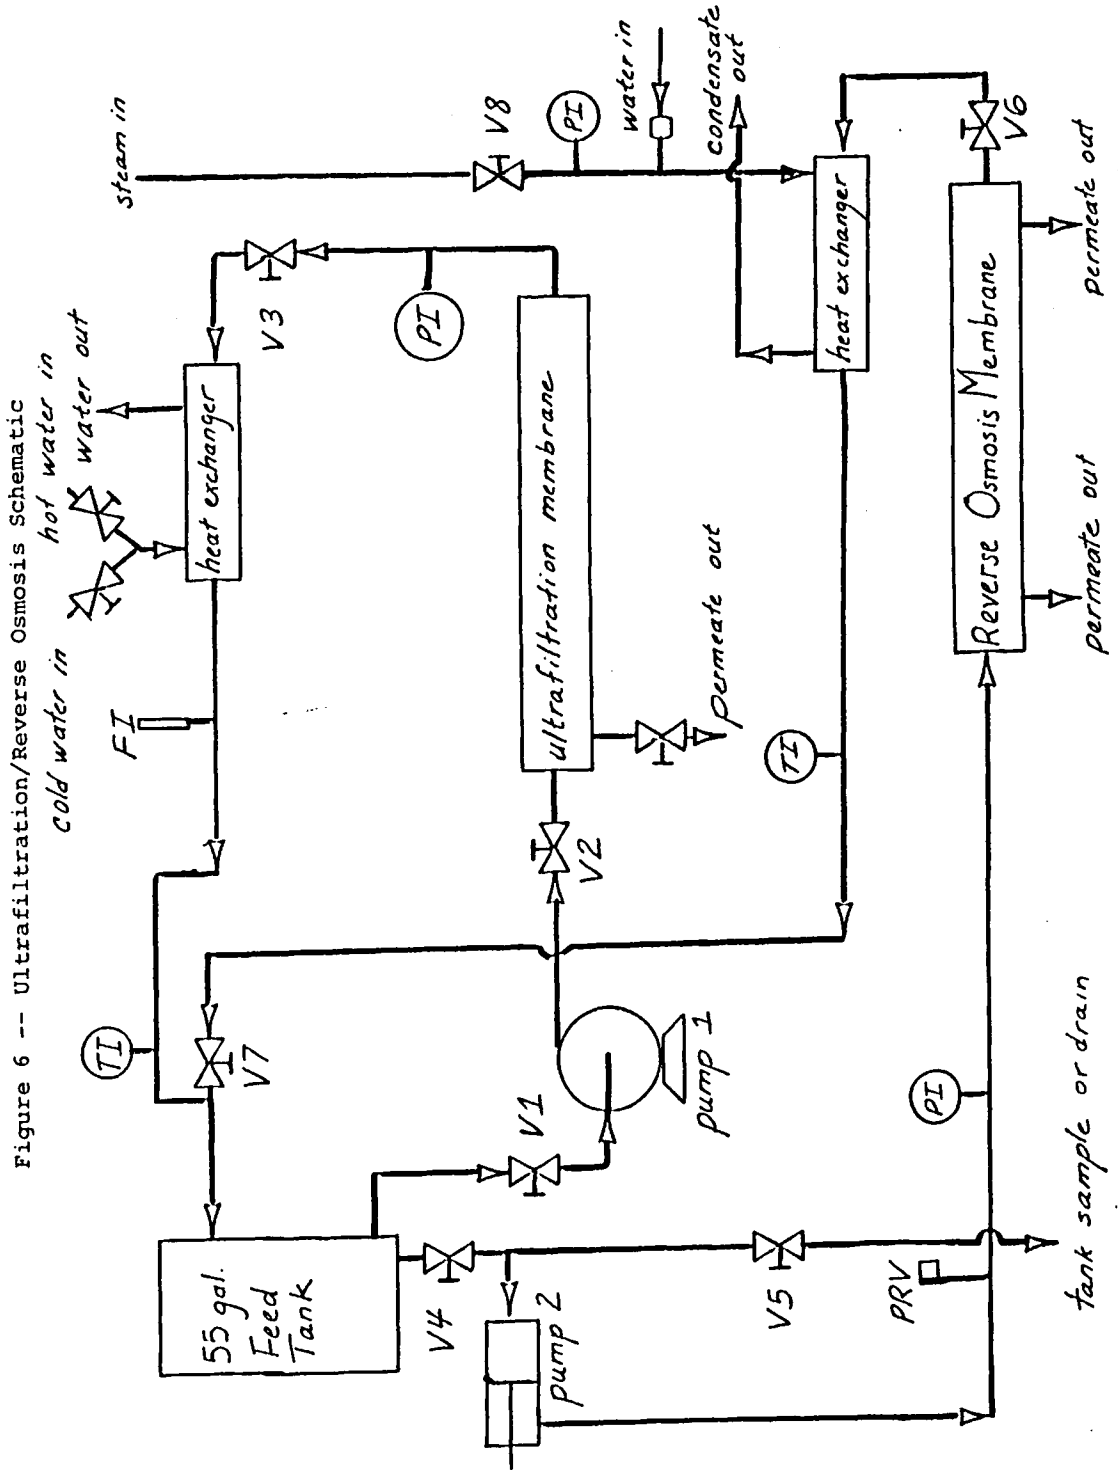 Figure 6 -- Ultrafiltration/Reverse Osmosis Schematic
cold water in
hot water in
water out
steam in
FI
heat exchanger
TI
V7
V3
PI
V8
PI
water in
condensate
out
55 gal.
Feed
Tank
V1
V2
ultrafiltration membrane
Permeate out
pump 1
V4
pump 2
V5
TI
heat exchanger
V6
PRV
PI
Reverse Osmosis Membrane
tank sample or drain
permeate out
permeate out